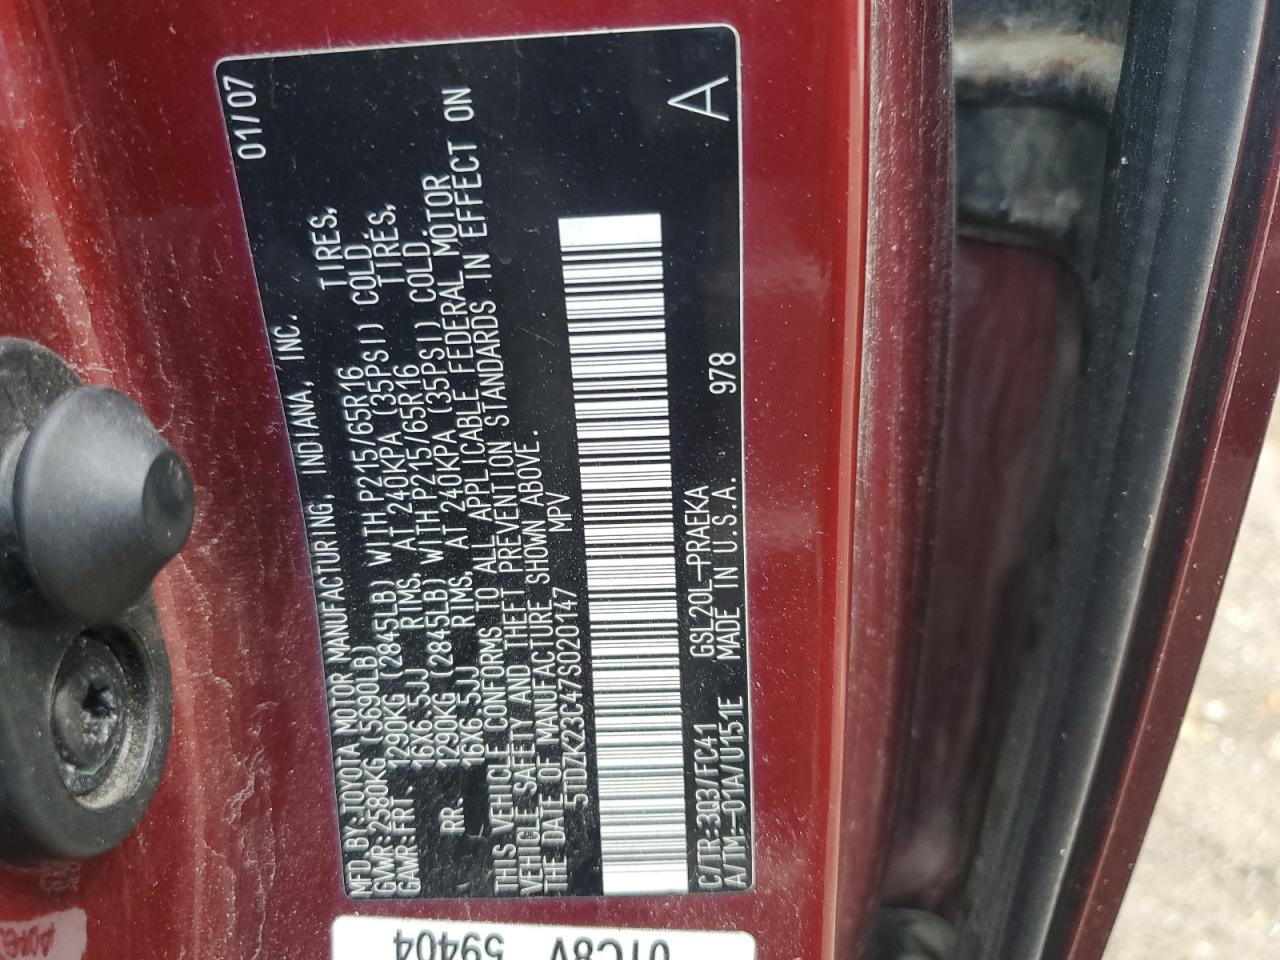 MFD BY:TOYOTA MOTOR MANUFACTURING, INDIANA, INC. 01/07
GVWR:2580KG (5690LB)
GAWR:FRT. 1290KG (2845LB) WITH P215/65R16 TIRES,
16X6.5JJ RIMS, AT 240KPA (35PSI) COLD
RR. 1290KG (2845LB) WITH P215/65R16 TIRES,
16X6.5JJ RIMS, AT 240KPA (35PSI) COLD.
THIS VEHICLE CONFORMS TO ALL APPLICABLE FEDERAL MOTOR
VEHICLE SAFETY AND THEFT PREVENTION STANDARDS IN EFFECT ON
THE DATE OF MANUFACTURE SHOWN ABOVE.
5TDZK23C47S020147 MPV
C/TR:3Q3/FC41 GSL20L-PRAEKA
A/TM:-01A/U151E MADE IN U.S.A. 978 A
01C8V
59404